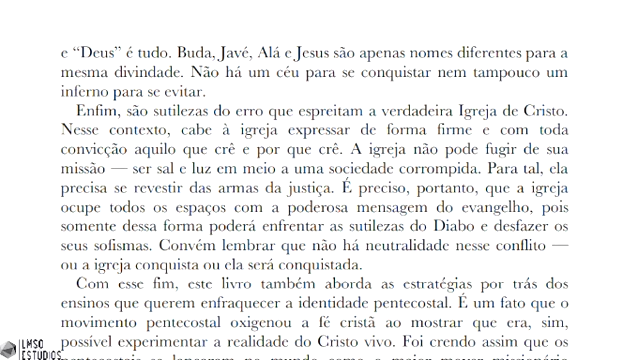 e “Deus” é tudo. Buda, Javé, Alá e Jesus são apenas nomes diferentes para a
mesma divindade. Não há um céu para se conquistar nem tampouco um
inferno para se evitar.
Enfim, são sutilezas do erro que espreitam a verdadeira Igreja de Cristo.
Nesse contexto, cabe à igreja expressar de forma firme e com toda
convicção aquilo que crê e por que crê. A igreja não pode fugir de sua
missão — ser sal e luz em meio a uma sociedade corrompida. Para tal, ela
precisa se revestir das armas da justiça. É preciso, portanto, que a igreja
ocupe todos os espaços com a poderosa mensagem do evangelho, pois
somente dessa forma poderá enfrentar as sutilezas do Diabo e desfazer os
seus sofismas. Convém lembrar que não há neutralidade nesse conflito —
ou a igreja conquista ou ela será conquistada.
Com esse fim, este livro também aborda as estratégias por trás dos
ensinos que querem enfraquecer a identidade pentecostal. É um fato que o
movimento pentecostal oxigenou a fé cristã ao mostrar que era, sim,
possível experimentar a realidade do Cristo vivo. Foi crendo assim que os
LMSO
ESTUDIOS